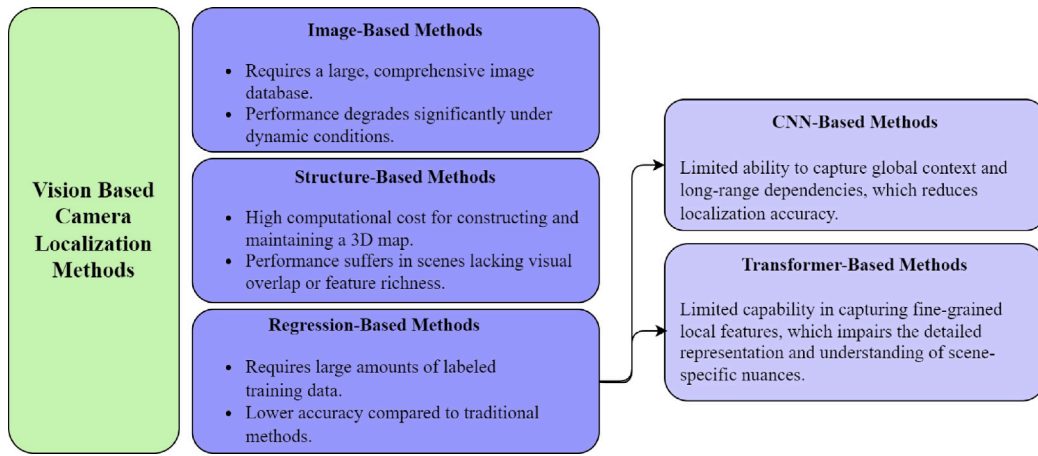 Vision Based
Camera
Localization
Methods
Image-Based Methods
• Requires a large, comprehensive image
database.
• Performance degrades significantly under
dynamic conditions.
Structure-Based Methods
• High computational cost for constructing and
maintaining a 3D map.
• Performance suffers in scenes lacking visual
overlap or feature richness.
Regression-Based Methods
• Requires large amounts of labeled
training data.
• Lower accuracy compared to traditional
methods.
CNN-Based Methods
Limited ability to capture global context and
long-range dependencies, which reduces
localization accuracy.
Transformer-Based Methods
Limited capability in capturing fine-grained
local features, which impairs the detailed
representation and understanding of scene-
specific nuances.